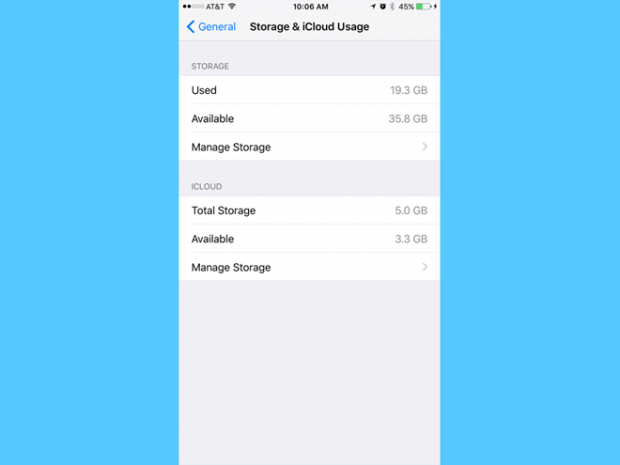 AT&T 10:06 AM 45%
General Storage & iCloud Usage
STORAGE
Used 19.3 GB
Available 35.8 GB
Manage Storage
ICLOUD
Total Storage 5.0 GB
Available 3.3 GB
Manage Storage